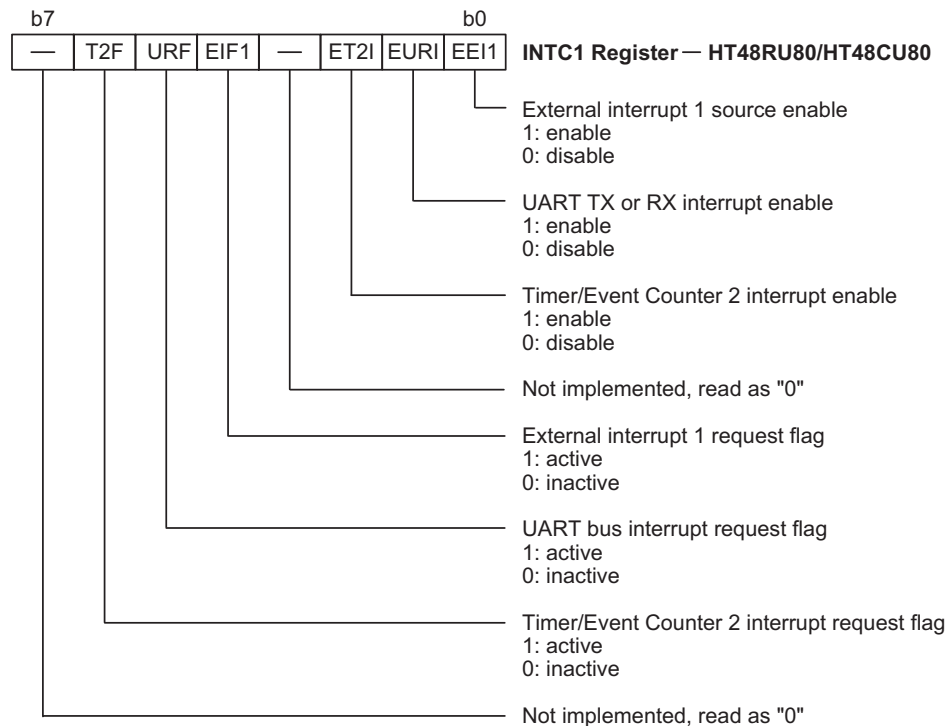 b7 b0
— T2F URF EIF1 — ET2I EURI EEI1 INTC1 Register — HT48RU80/HT48CU80
External interrupt 1 source enable
1: enable
0: disable
UART TX or RX interrupt enable
1: enable
0: disable
Timer/Event Counter 2 interrupt enable
1: enable
0: disable
Not implemented, read as "0"
External interrupt 1 request flag
1: active
0: inactive
UART bus interrupt request flag
1: active
0: inactive
Timer/Event Counter 2 interrupt request flag
1: active
0: inactive
Not implemented, read as "0"